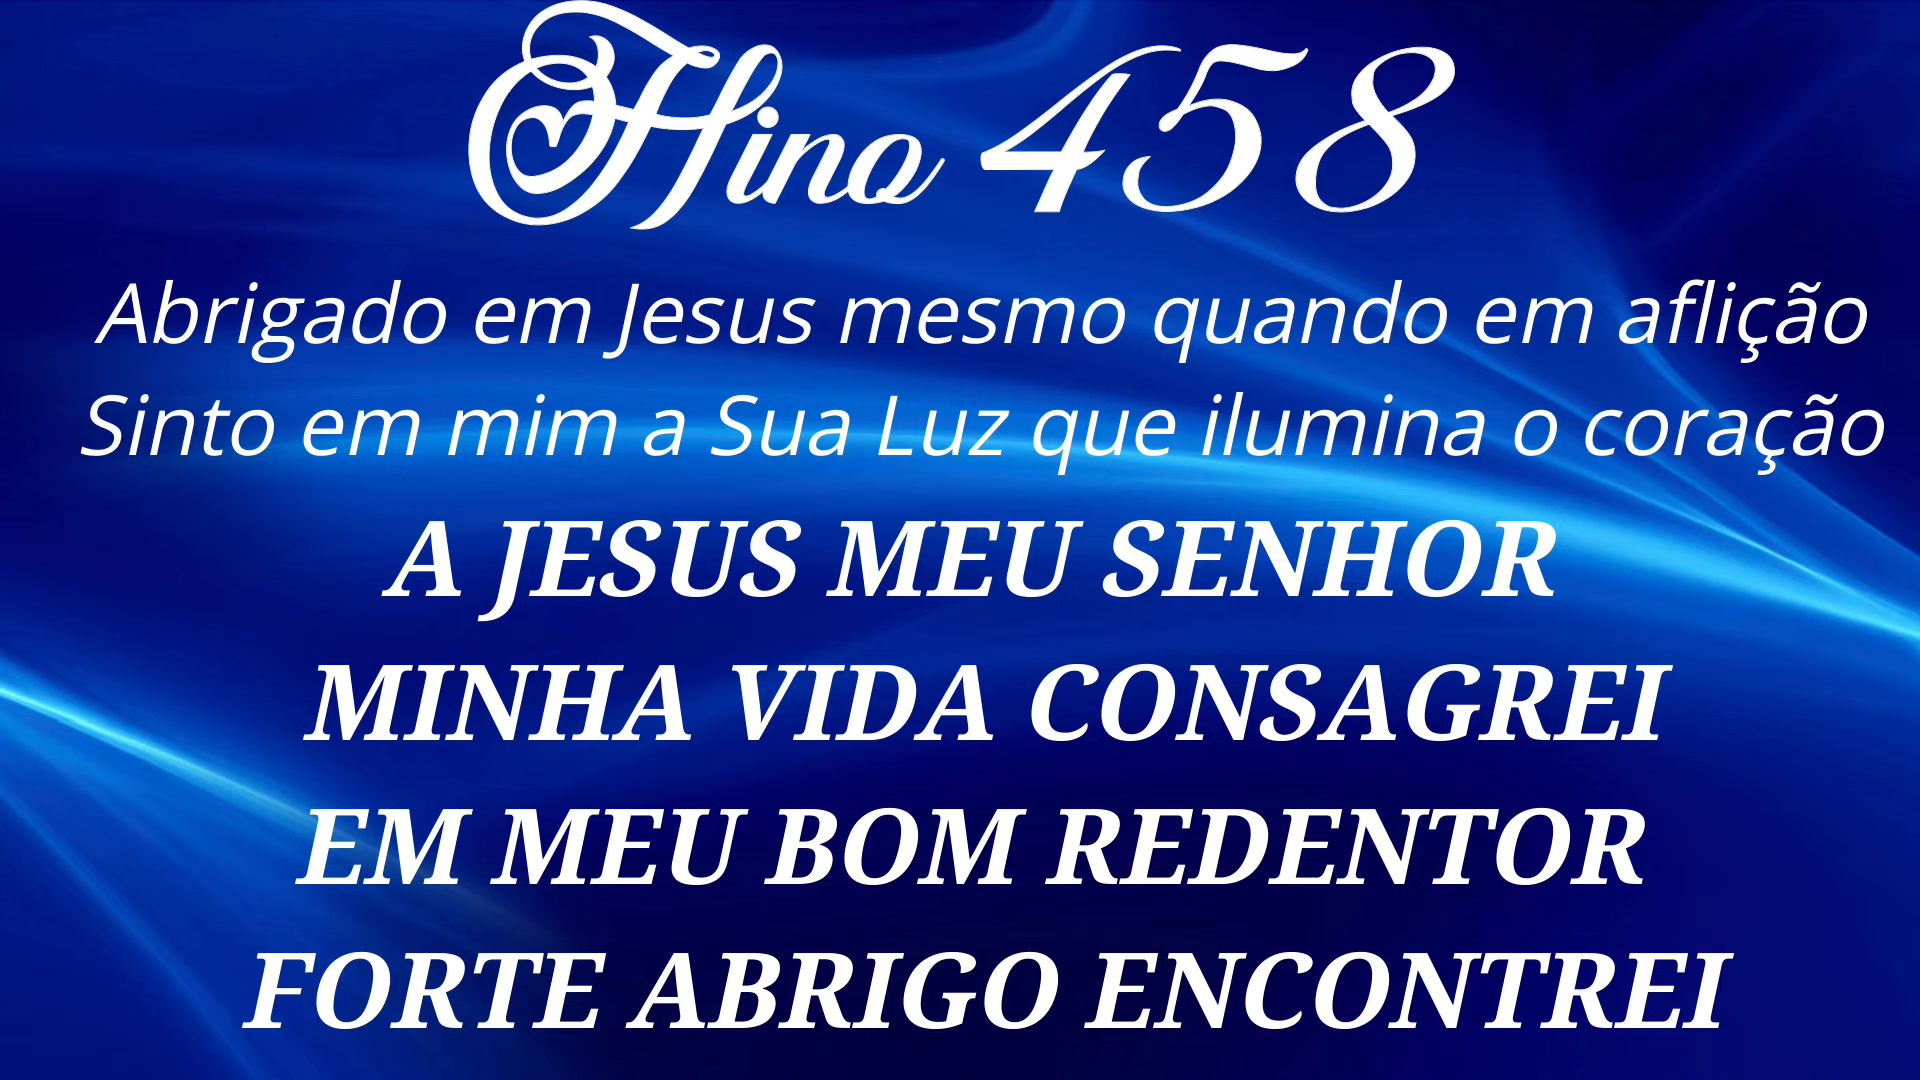 Hino 458
Abrigado em Jesus mesmo quando em aflição
Sinto em mim a Sua Luz que ilumina o coração
A JESUS MEU SENHOR
MINHA VIDA CONSAGREI
EM MEU BOM REDENTOR
FORTE ABRIGO ENCONTREI